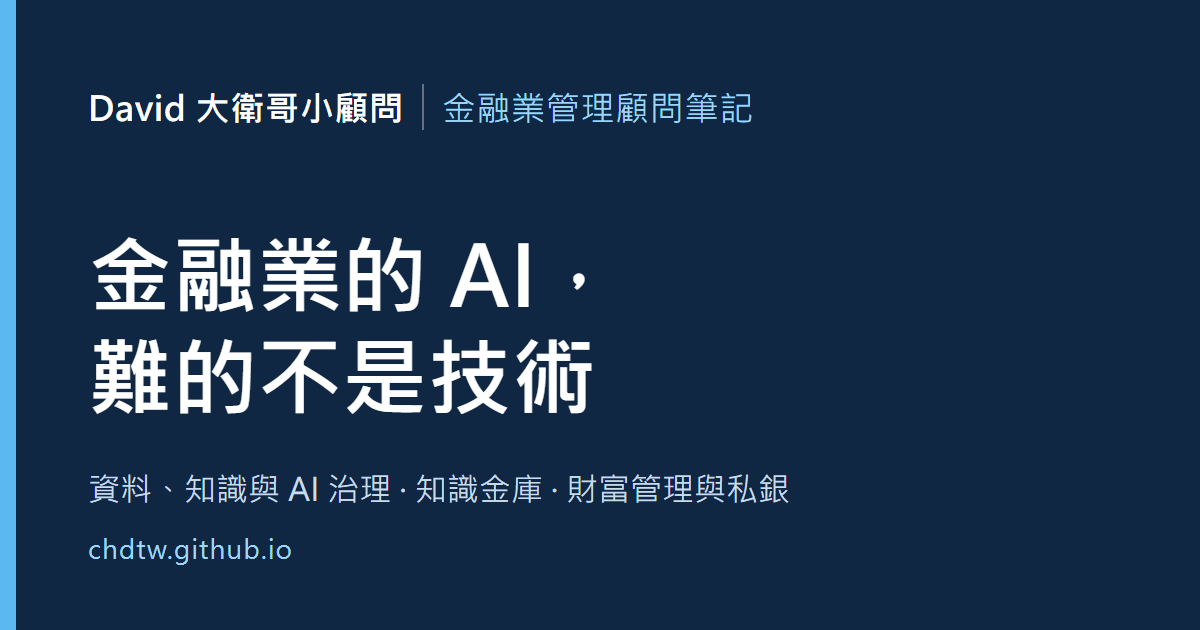 David 大衛哥小顧問 | 金融業管理顧問筆記
金融業的 AI，
難的不是技術
資料、知識與 AI 治理 · 知識金庫 · 財富管理與私銀
chdtw.github.io